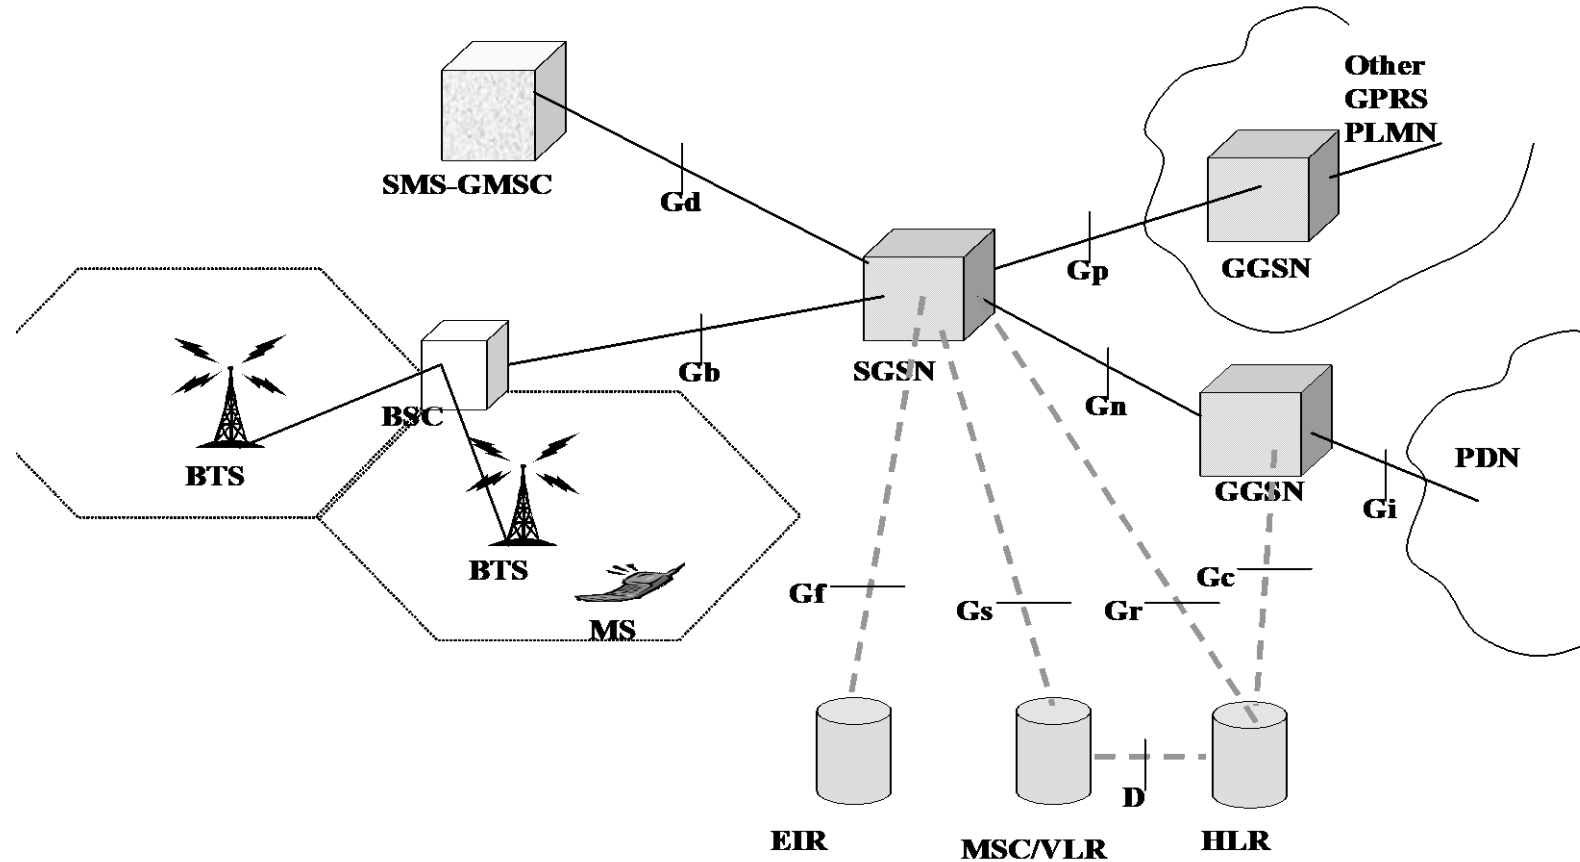 Other
GPRS
PLMN
SMS-GMSC
Gd
Gp
GGSN
Gb
SGSN
Gn
BSC
BTS
PDN
GGSN
Gi
BTS
Gf
Gs
Gr
Gc
MS
D
EIR
MSC/VLR
HLR